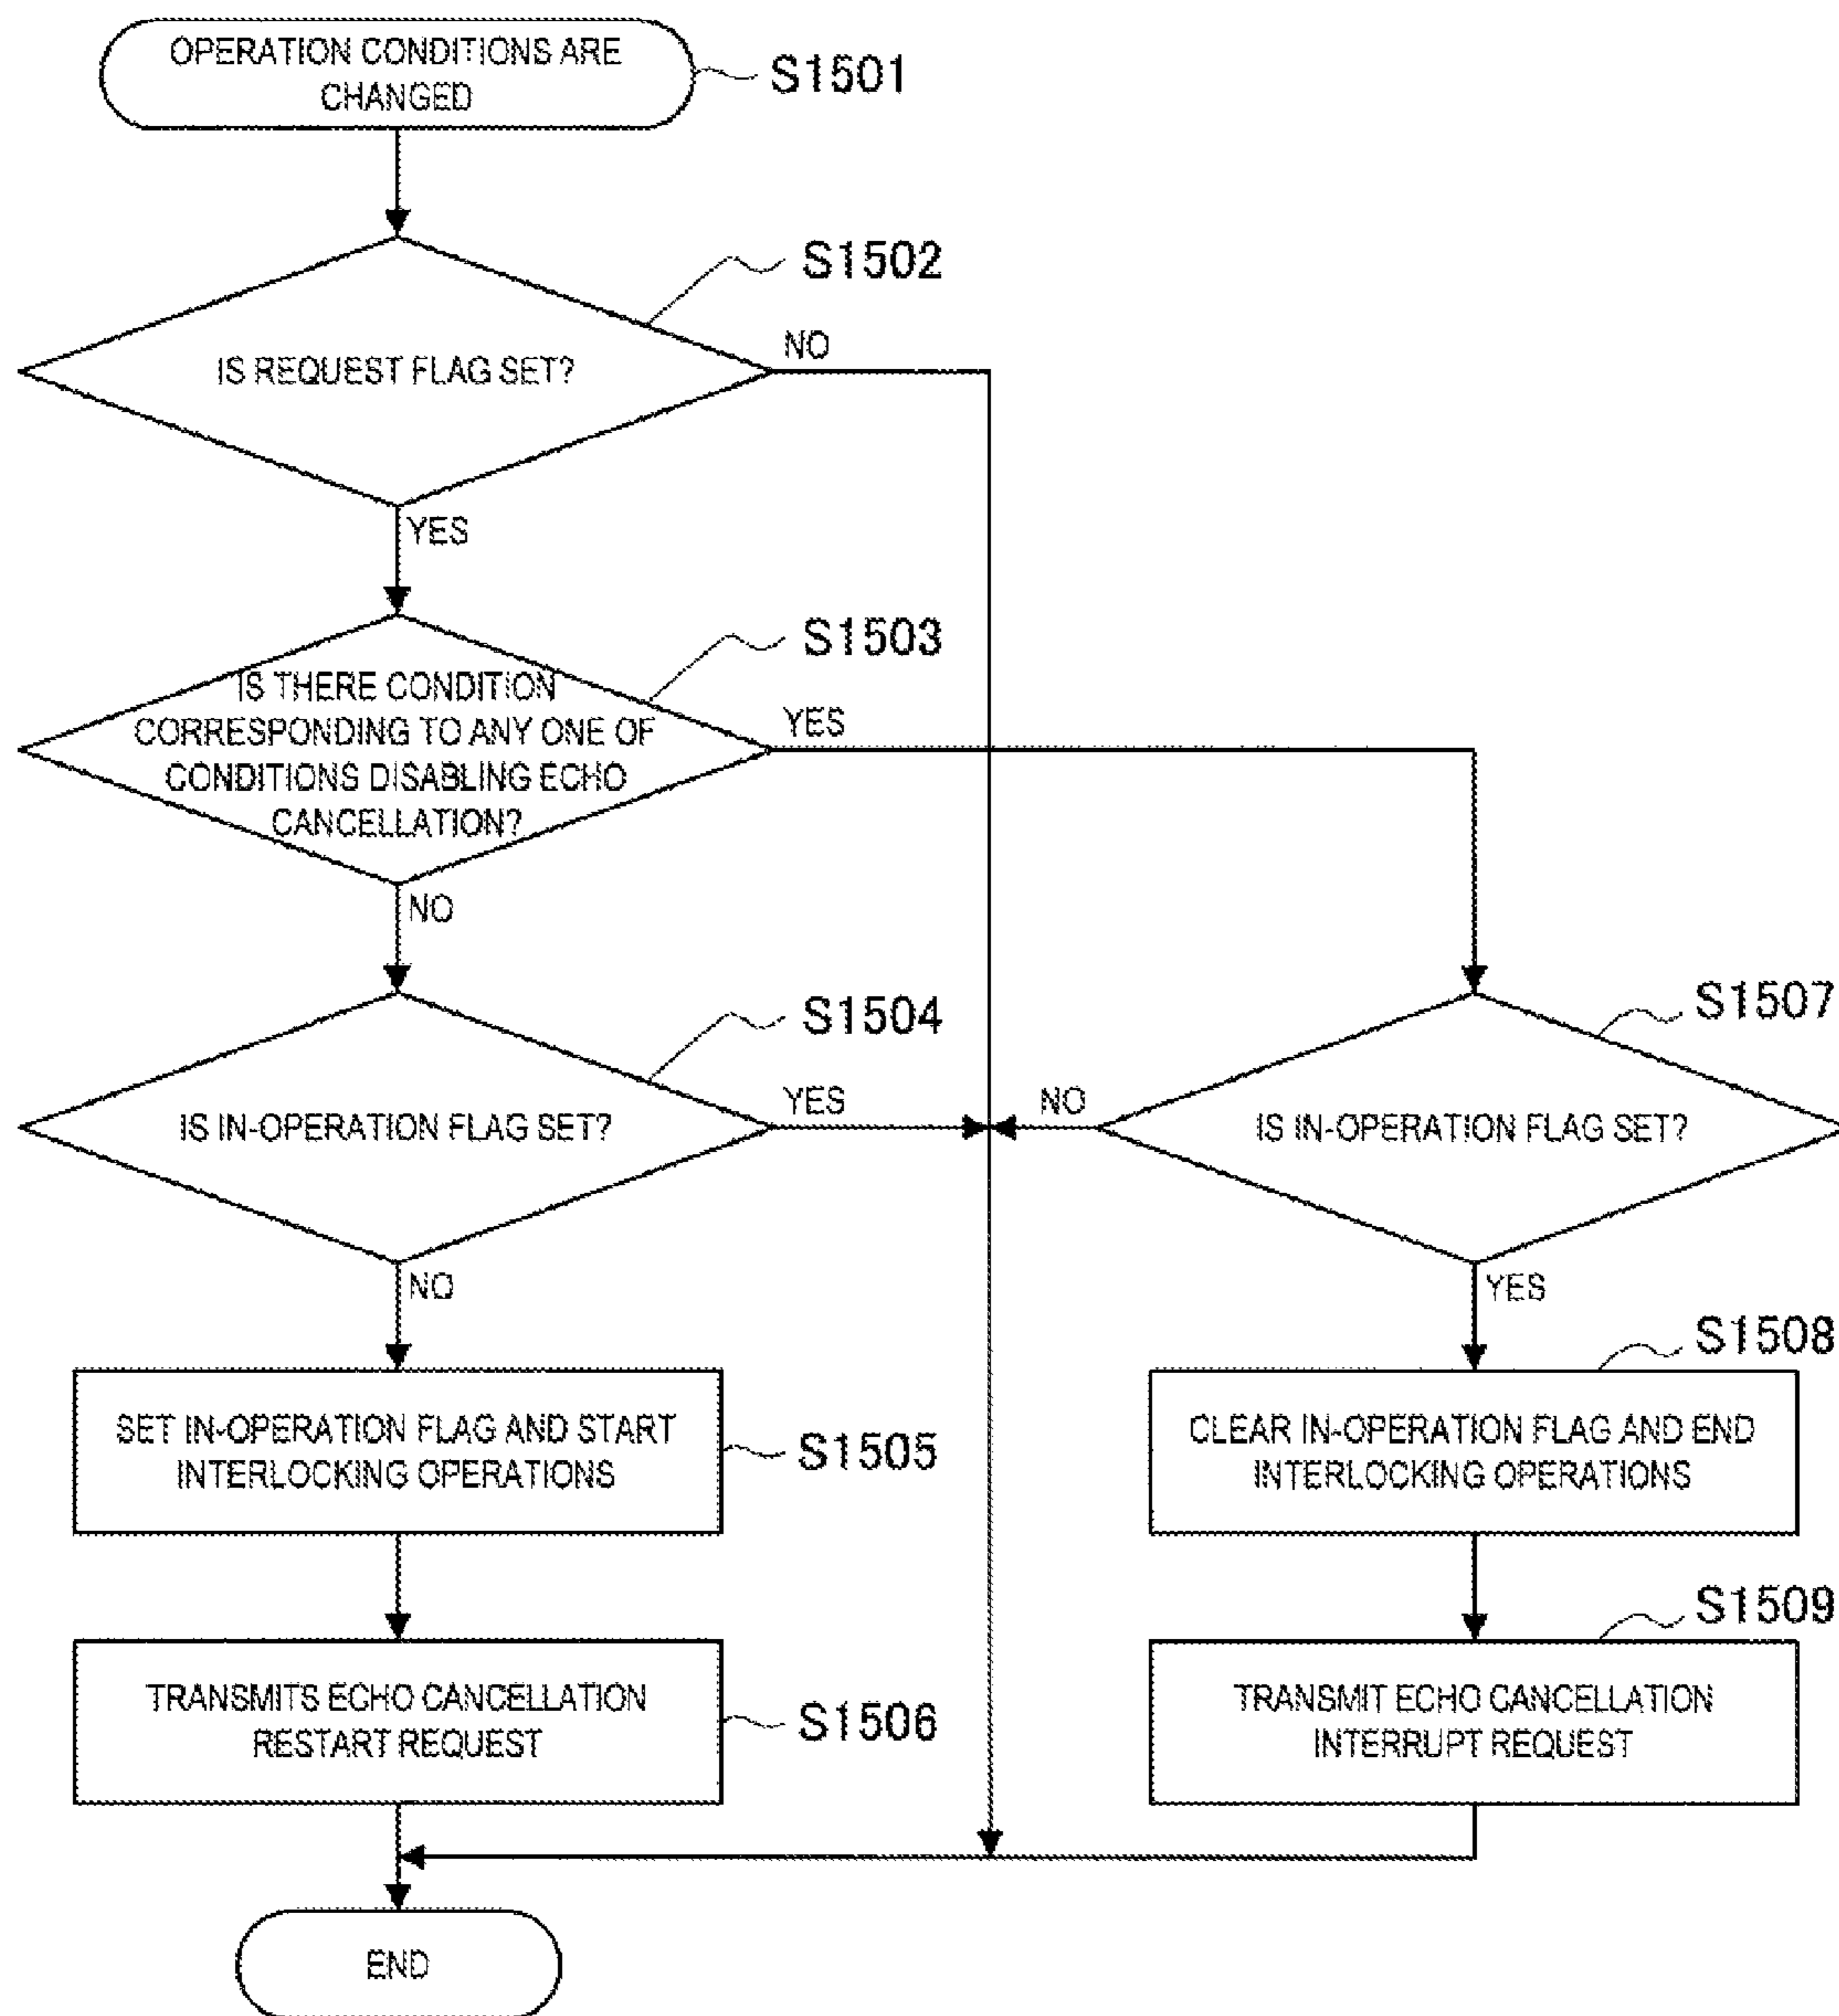 OPERATION CONDITIONS ARE
CHANGED
S1501
S1502
IS REQUEST FLAG SET?
NO
YES
S1503
IS THERE CONDITION
CORRESPONDING TO ANY ONE OF
CONDITIONS DISABLING ECHO
CANCELLATION?
YES
NO
S1504
IS IN-OPERATION FLAG SET?
YES
NO
S1507
IS IN-OPERATION FLAG SET?
NO
YES
SET IN-OPERATION FLAG AND START
INTERLOCKING OPERATIONS
S1505
S1508
CLEAR IN-OPERATION FLAG AND END
INTERLOCKING OPERATIONS
TRANSMITS ECHO CANCELLATION
RESTART REQUEST
S1506
S1509
TRANSMIT ECHO CANCELLATION
INTERRUPT REQUEST
END